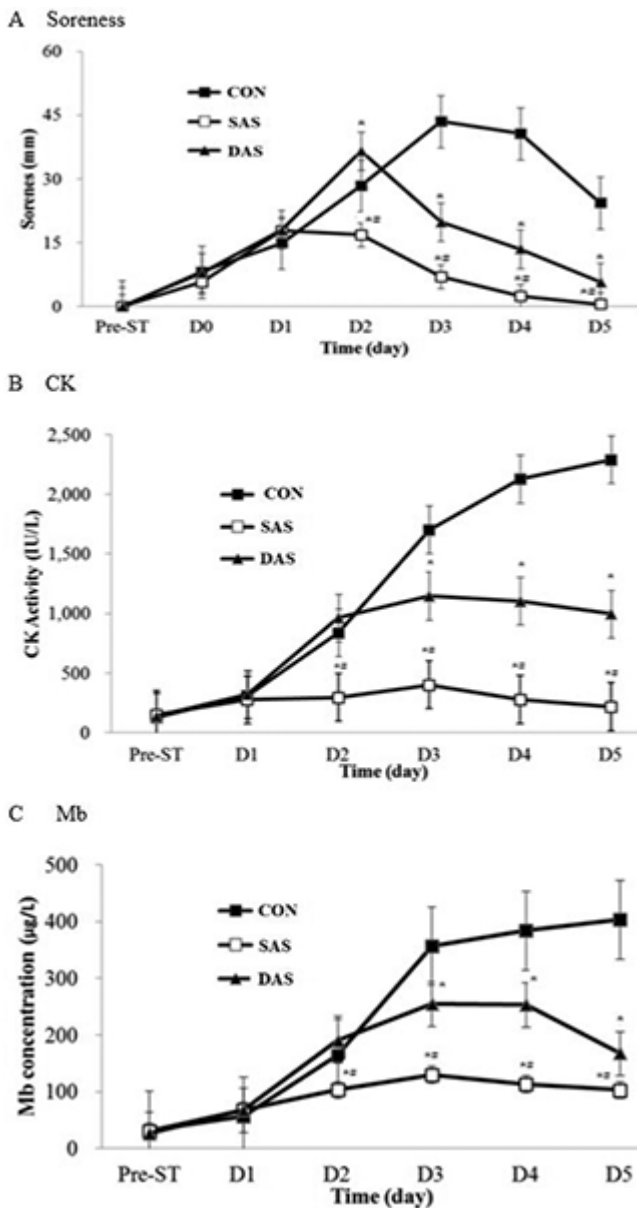 A Soreness
60
45
30
15
0
Sorenes (mm)
CON
SAS
DAS
*
*#
*
*#
*
*#
*
*#
Pre-ST D0 D1 D2 D3 D4 D5
Time (day)
B CK
2,500
2,000
1,500
1,000
500
0
CK Activity (IU/L)
CON
SAS
DAS
*
*
*
*#
*#
*#
*#
Pre-ST D1 D2 D3 D4 D5
Time (day)
C Mb
500
400
300
200
100
0
Mb concentration (μg/l)
CON
SAS
DAS
*
*
*
*#
*#
*#
*#
Pre-ST D1 D2 D3 D4 D5
Time (day)